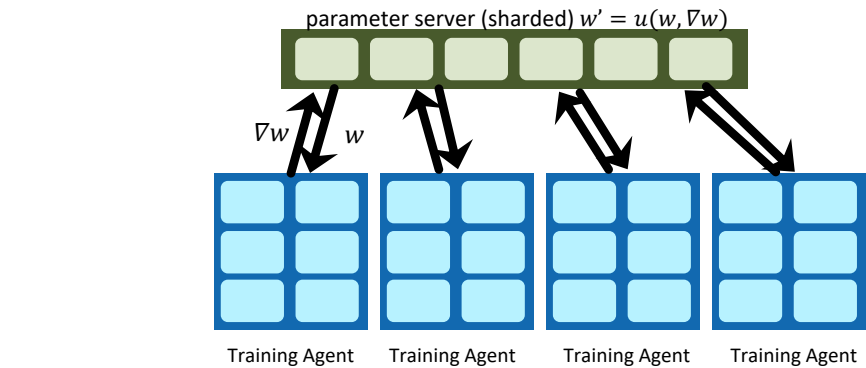 parameter server (sharded) w’ = u(w, ∇w)
∇w
w
Training Agent
Training Agent
Training Agent
Training Agent